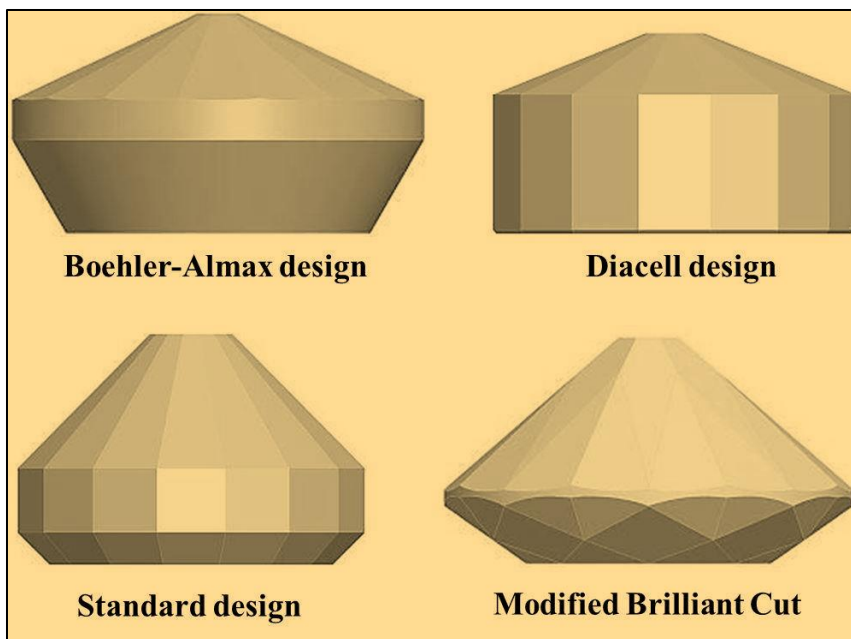 Boehler-Almax design
Diacell design
Standard design
Modified Brilliant Cut